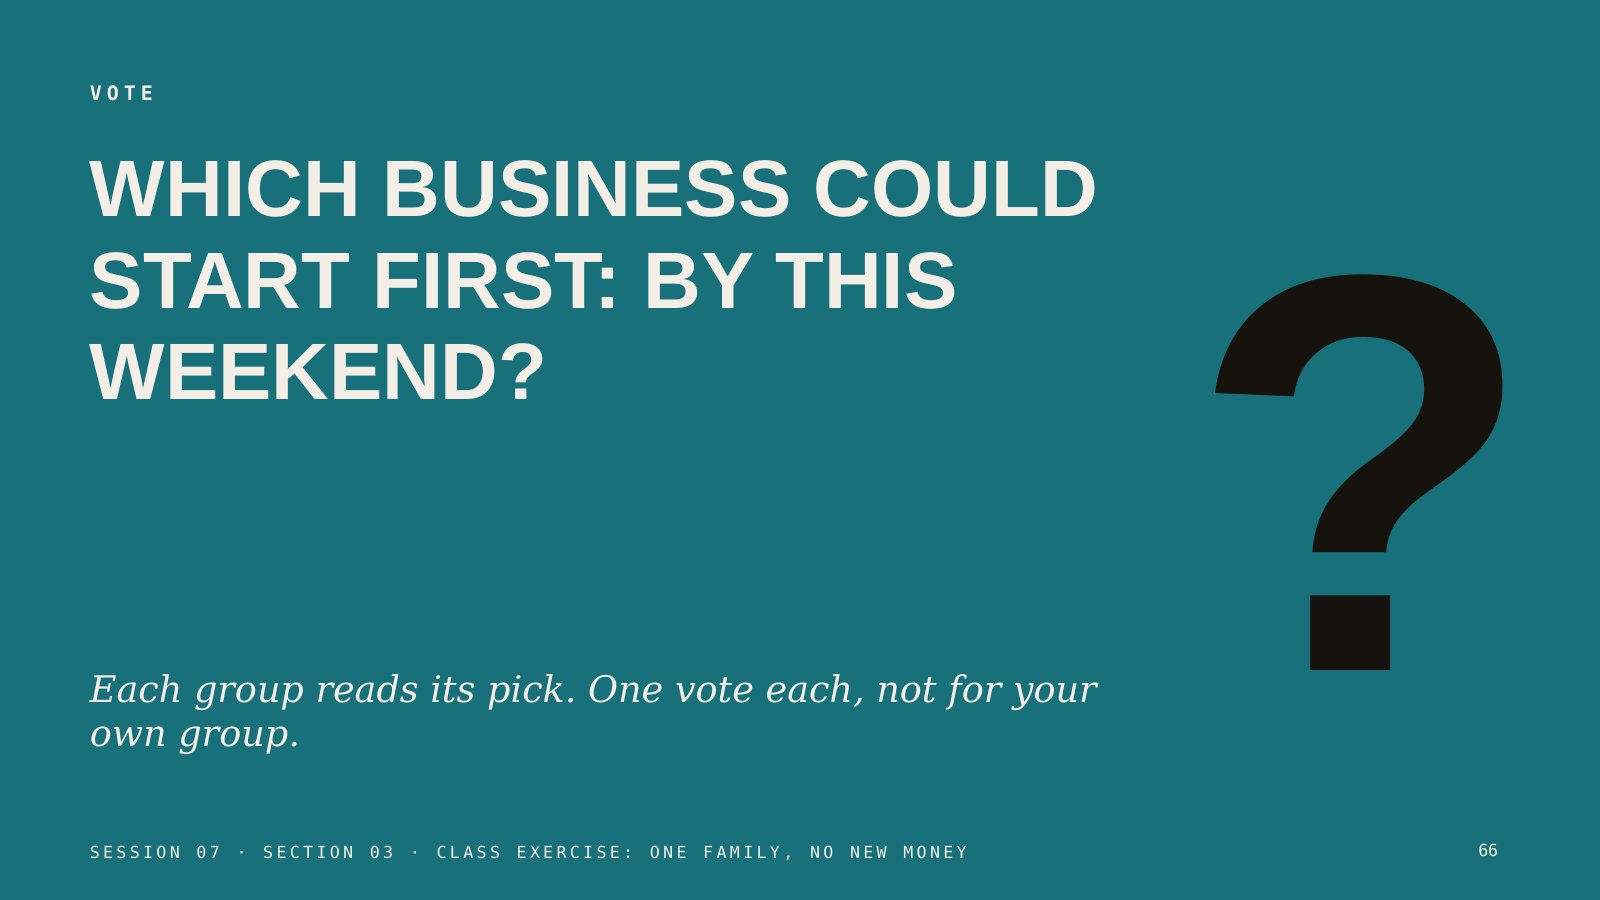 VOTE
WHICH BUSINESS COULD
START FIRST: BY THIS
WEEKEND?
?
Each group reads its pick. One vote each, not for your
own group.
SESSION 07 · SECTION 03 · CLASS EXERCISE: ONE FAMILY, NO NEW MONEY
66